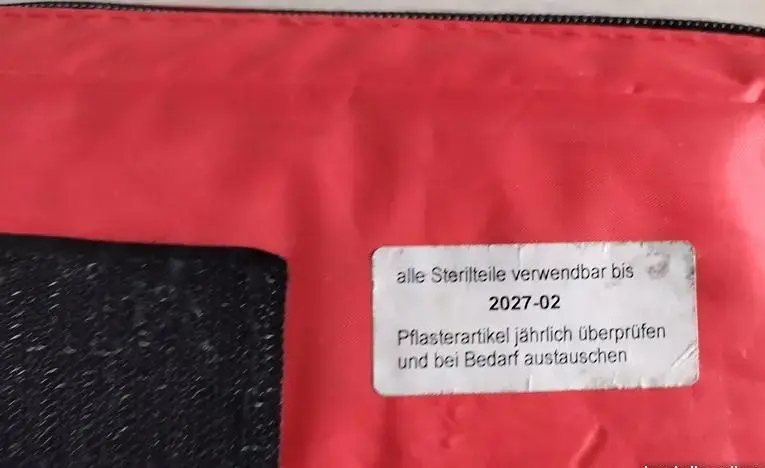 alle Sterilteile verwendbar bis
2027-02
Pflasterartikel jährlich überprüfen
und bei Bedarf austauschen